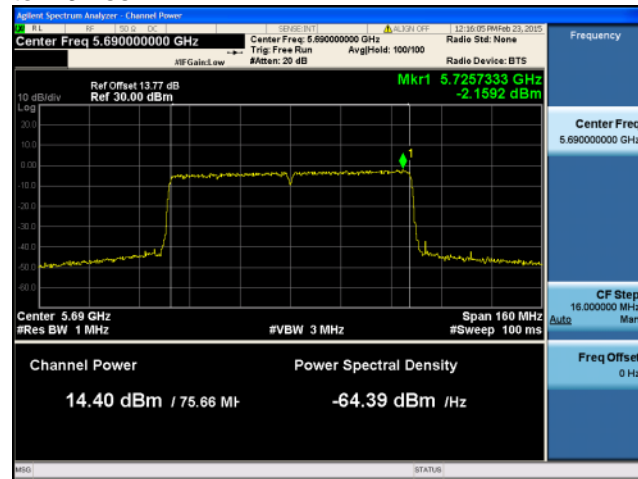 Agilent Spectrum Analyzer - Channel Power
RL RF 50 Ω DC SENSE:INT ALIGN OFF 12:16:05 PM Feb 23, 2015
Center Freq 5.690000000 GHz
Center Freq: 5.690000000 GHz Radio Std: None
Trig: Free Run Avg|Hold: 100/100
#IFGain:Low #Atten: 20 dB Radio Device: BTS
Frequency
Ref Offset 13.77 dB
10 dB/div Ref 30.00 dBm
Mkr1 5.7257333 GHz
-2.1592 dBm
Log
20.0
10.0
0.00
-10.0
-20.0
-30.0
-40.0
-50.0
-60.0
1
Center 5.69 GHz Span 160 MHz
#Res BW 1 MHz #VBW 3 MHz #Sweep 100 ms
Channel Power Power Spectral Density
14.40 dBm / 75.66 MH -64.39 dBm /Hz
Center Freq
5.690000000 GHz
CF Step
16.000000 MHz
Auto Man
Freq Offset
0 Hz
MSG STATUS